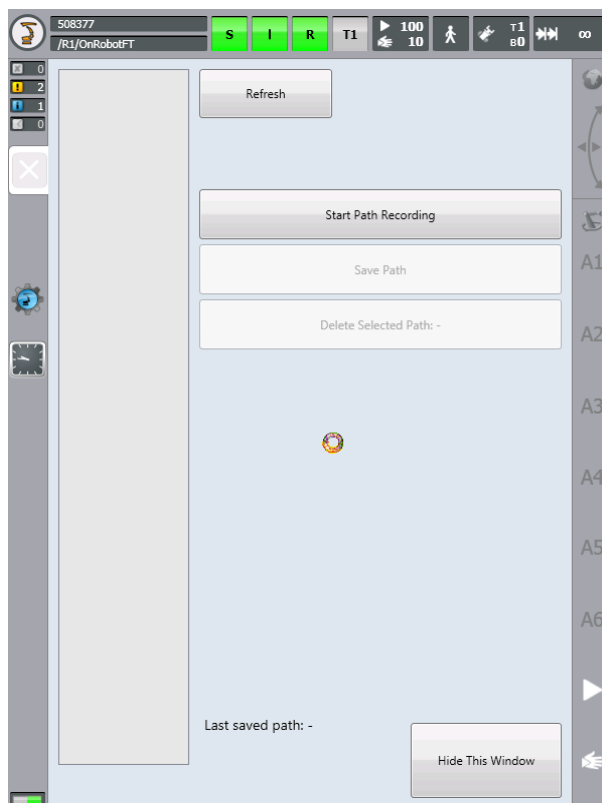 508377
/R1/OnRobotFT
S I R T1 100 10 T1 B0 ∞
0
2
1
0
Refresh
Start Path Recording
Save Path
Delete Selected Path: -
A1
A2
A3
A4
A5
A6
Last saved path: -
Hide This Window